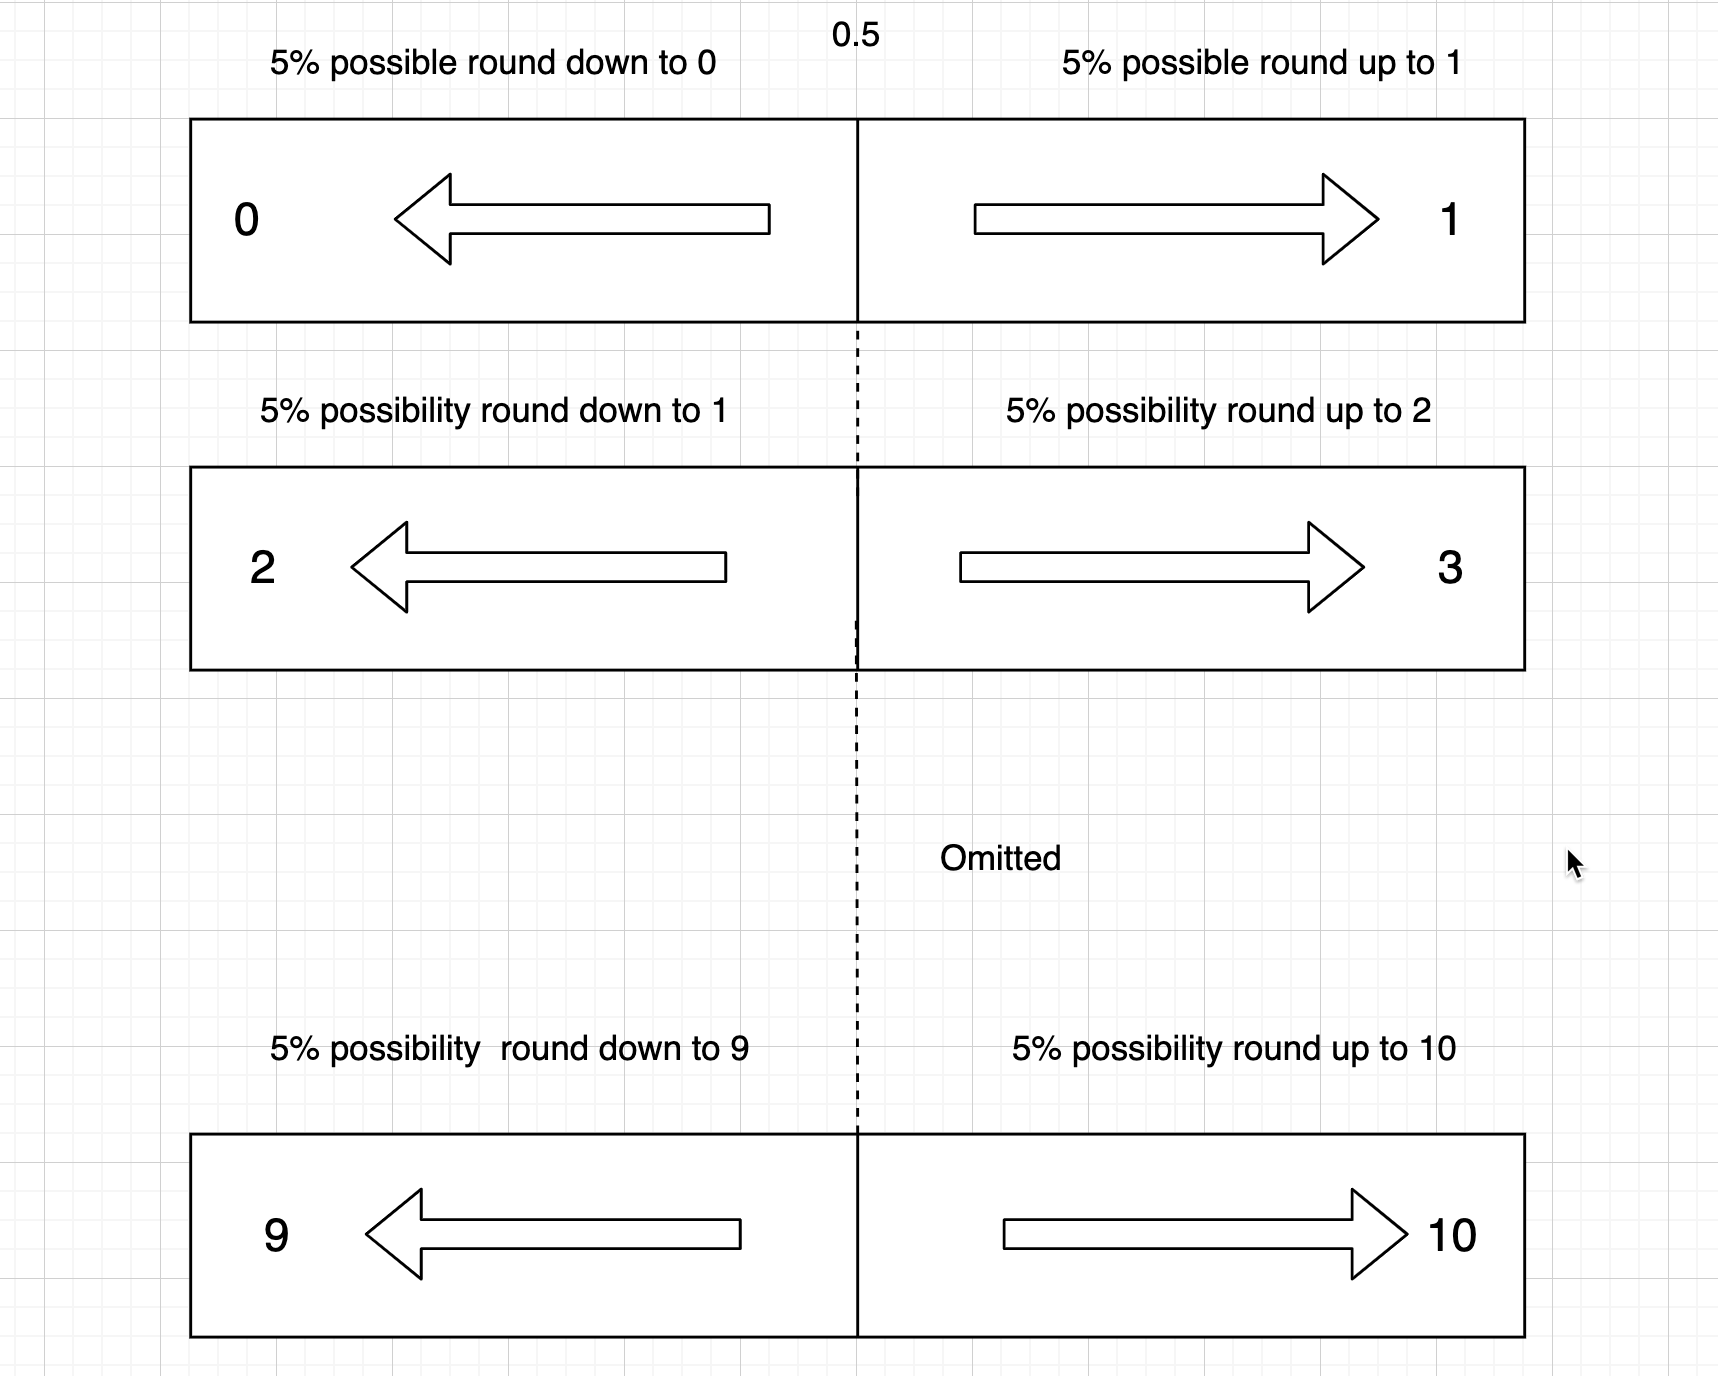 0.5
5% possible round down to 0
5% possible round up to 1
0
1
5% possibility round down to 1
5% possibility round up to 2
2
3
Omitted
5% possibility  round down to 9
5% possibility round up to 10
9
10